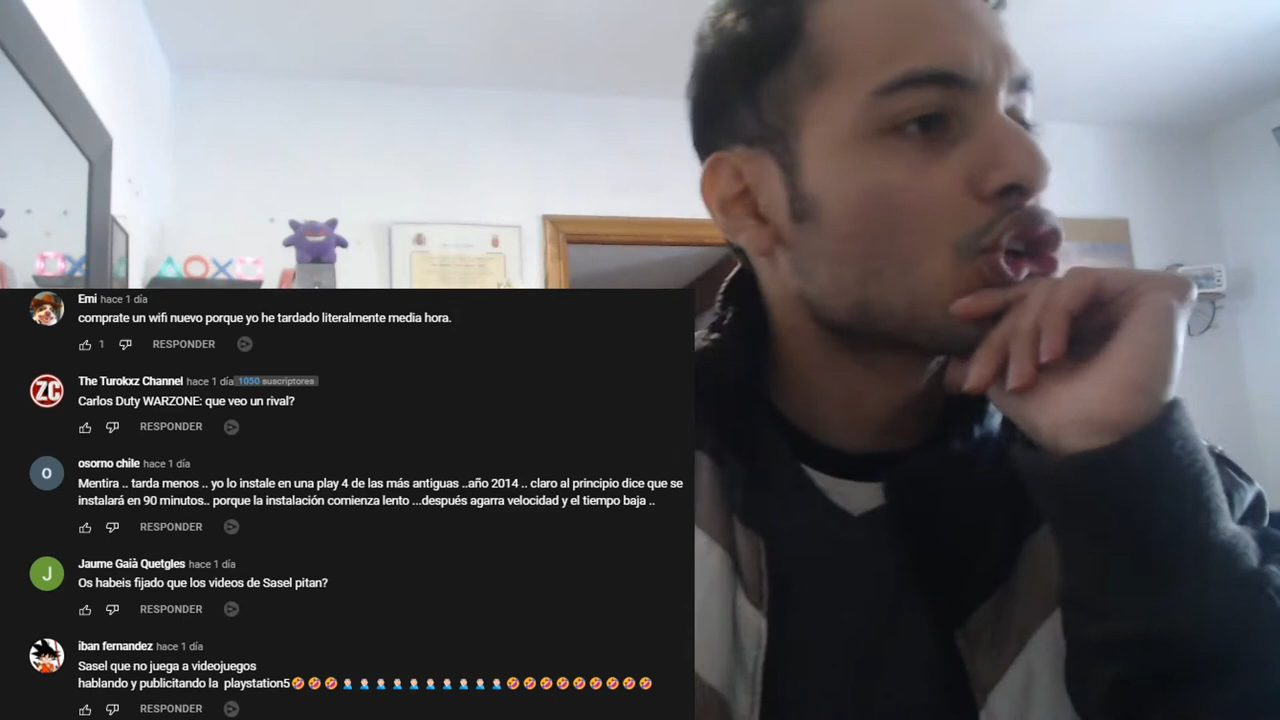 Emi hace 1 día
comprate un wifi nuevo porque yo he tardado literalmente media hora.
1 RESPONDER
ZC
The Turokxz Channel hace 1 día 1050 suscriptores
Carlos Duty WARZONE: que veo un rival?
RESPONDER
o
osorno chile hace 1 día
Mentira .. tarda menos .. yo lo instale en una play 4 de las más antiguas ..año 2014 .. claro al principio dice que se
instalará en 90 minutos.. porque la instalación comienza lento ...después agarra velocidad y el tiempo baja ..
RESPONDER
J
Jaume Gaià Quetgles hace 1 día
Os habeis fijado que los videos de Sasel pitan?
RESPONDER
iban fernandez hace 1 día
Sasel que no juega a videojuegos
hablando y publicitando la playstation5🤣🤣🤣🤦🏻‍♂️🤦🏻‍♂️🤦🏻‍♂️🤦🏻‍♂️🤦🏻‍♂️🤦🏻‍♂️🤦🏻‍♂️🤦🏻‍♂️🤦🏻‍♂️🤦🏻‍♂️🤣🤣🤣🤣🤣🤣🤣🤣🤣
RESPONDER